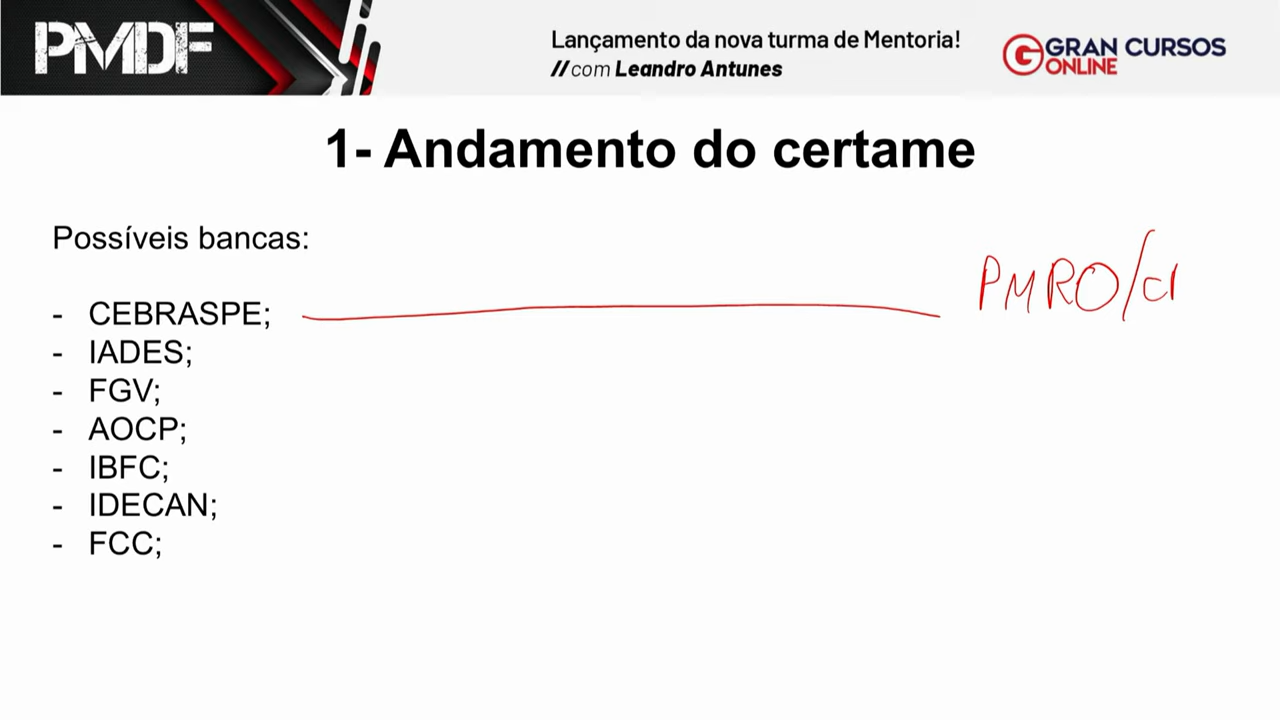 PMDF
Lançamento da nova turma de Mentoria!
// com Leandro Antunes
GRAN CURSOS
ONLINE
1- Andamento do certame
Possíveis bancas:
- CEBRASPE;
PMRO/
- IADES;
- FGV;
- AOCP;
- IBFC;
- IDECAN;
- FCC;